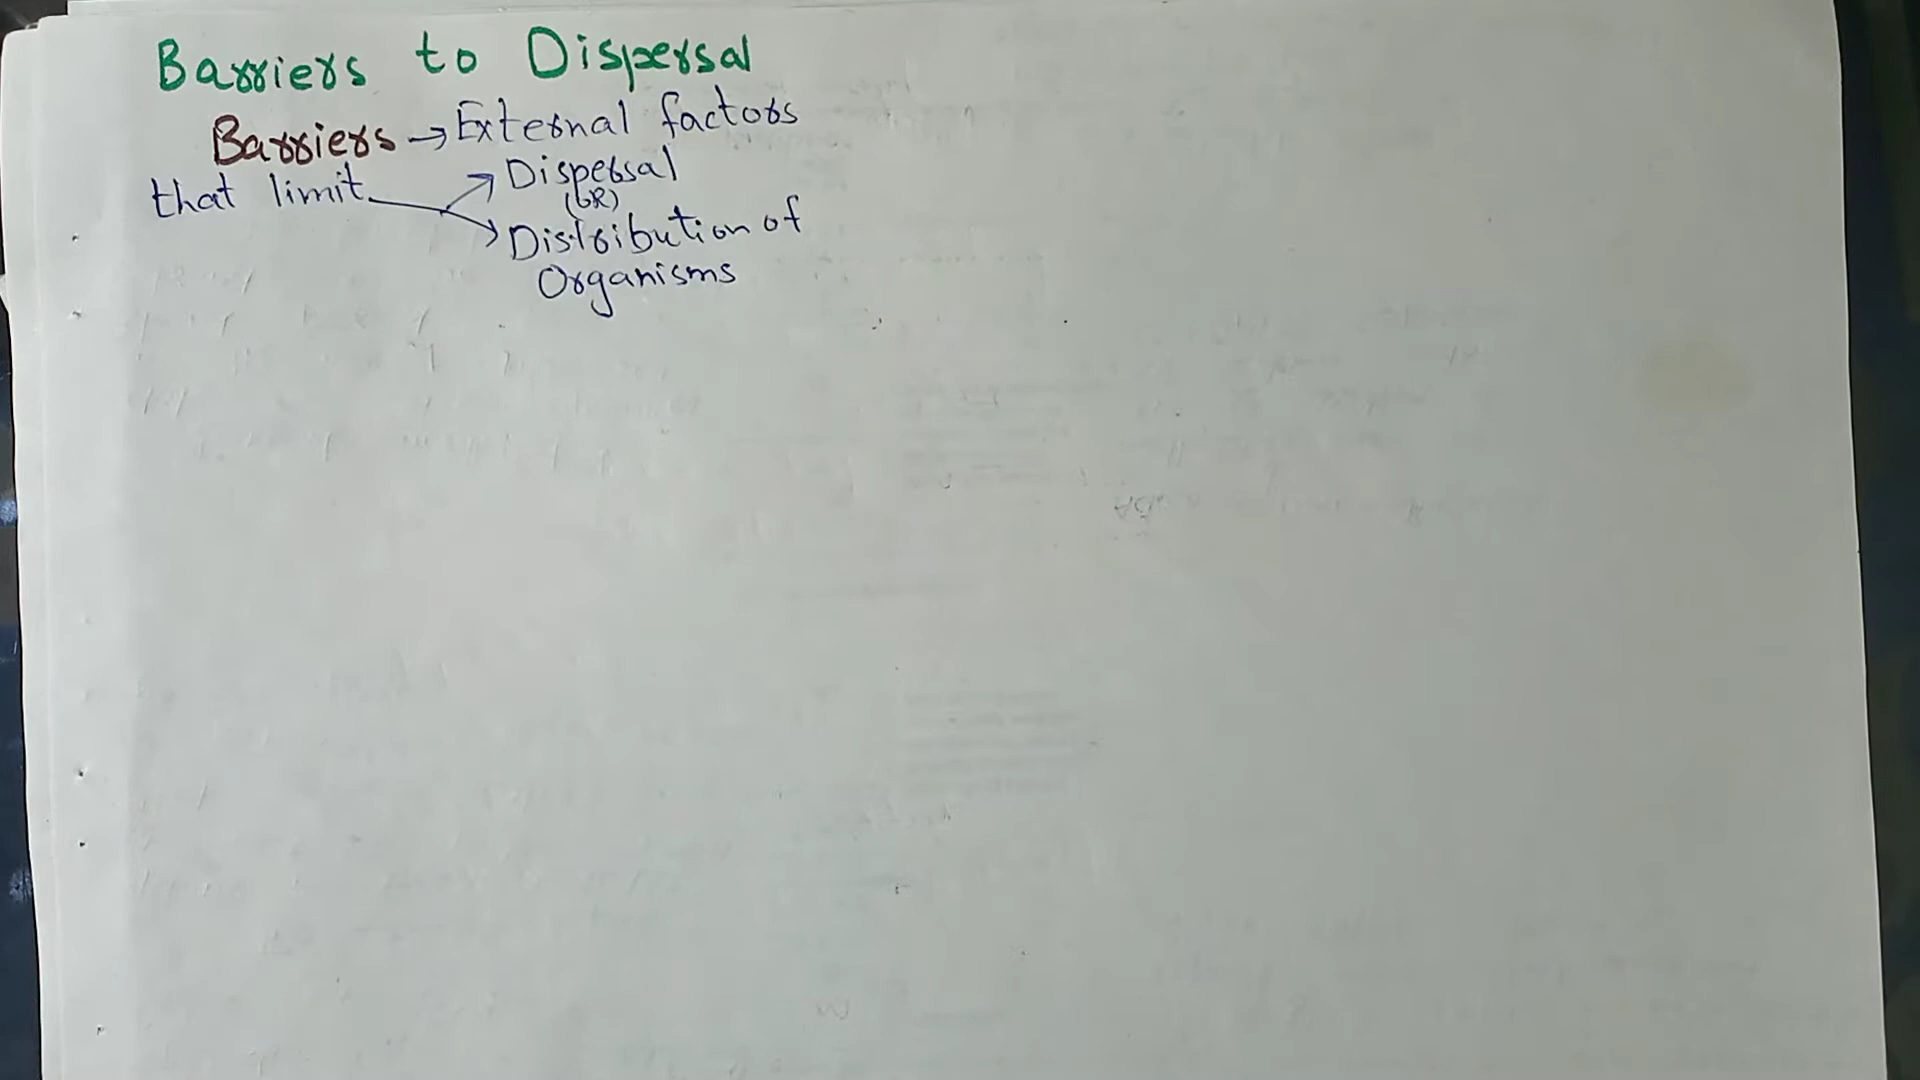 Barriers to Dispersal
Barriers → External factors
that limit → Dispersal
(OR)
→ Distribution of
Organisms